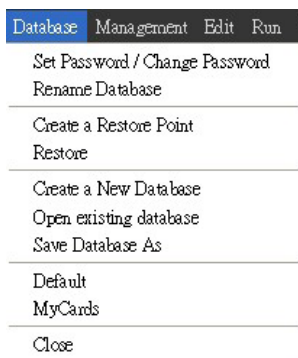 Database Management Edit Run
Set Password / Change Password
Rename Database
Create a Restore Point
Restore
Create a New Database
Open existing database
Save Database As
Default
MyCards
Close